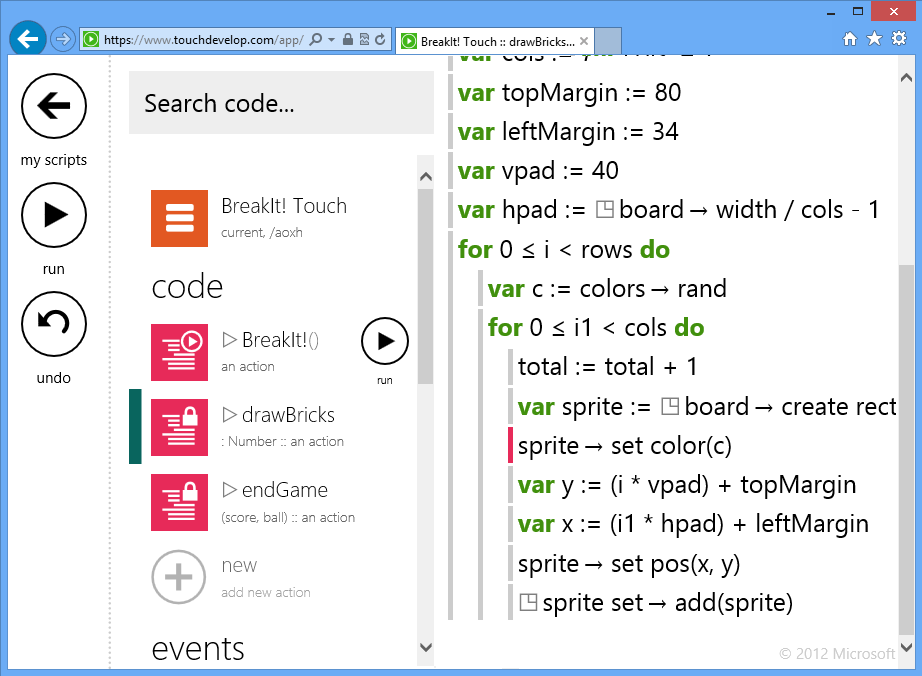 https://www.touchdevelop.com/app/
BreakIt! Touch :: drawBricks...
my scripts
run
undo
Search code...
BreakIt! Touch
current, /aoxh
code
BreakIt!()
an action
run
drawBricks
: Number :: an action
endGame
(score, ball) :: an action
new
add new action
events
var cols :=
var topMargin := 80
var leftMargin := 34
var vpad := 40
var hpad := board → width / cols - 1
for 0 ≤ i < rows do
var c := colors → rand
for 0 ≤ i1 < cols do
total := total + 1
var sprite := board → create rect
sprite → set color(c)
var y := (i * vpad) + topMargin
var x := (i1 * hpad) + leftMargin
sprite → set pos(x, y)
sprite set → add(sprite)
© 2012 Microsoft